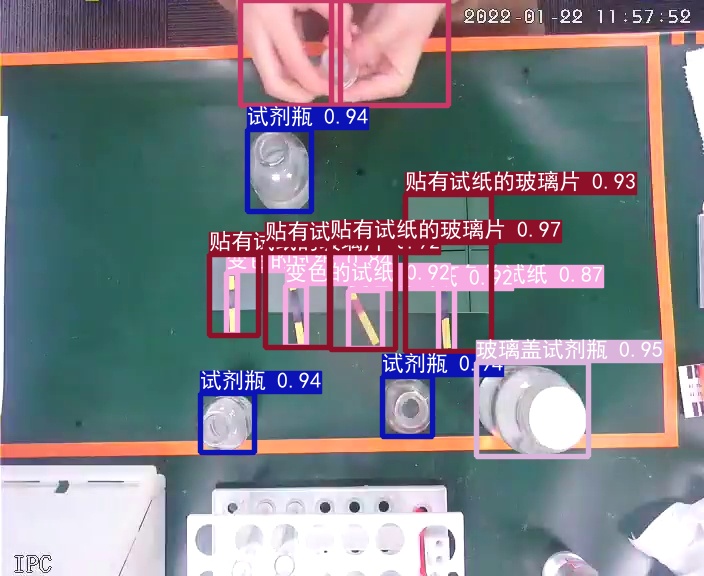 2022-01-22 11:57:52
试剂瓶 0.94
贴有试纸的玻璃片 0.93
贴有试纸的玻璃片 0.97
变色的试纸 0.92
试纸 0.87
玻璃盖试剂瓶 0.95
试剂瓶 0.94
试剂瓶 0.94
IPC